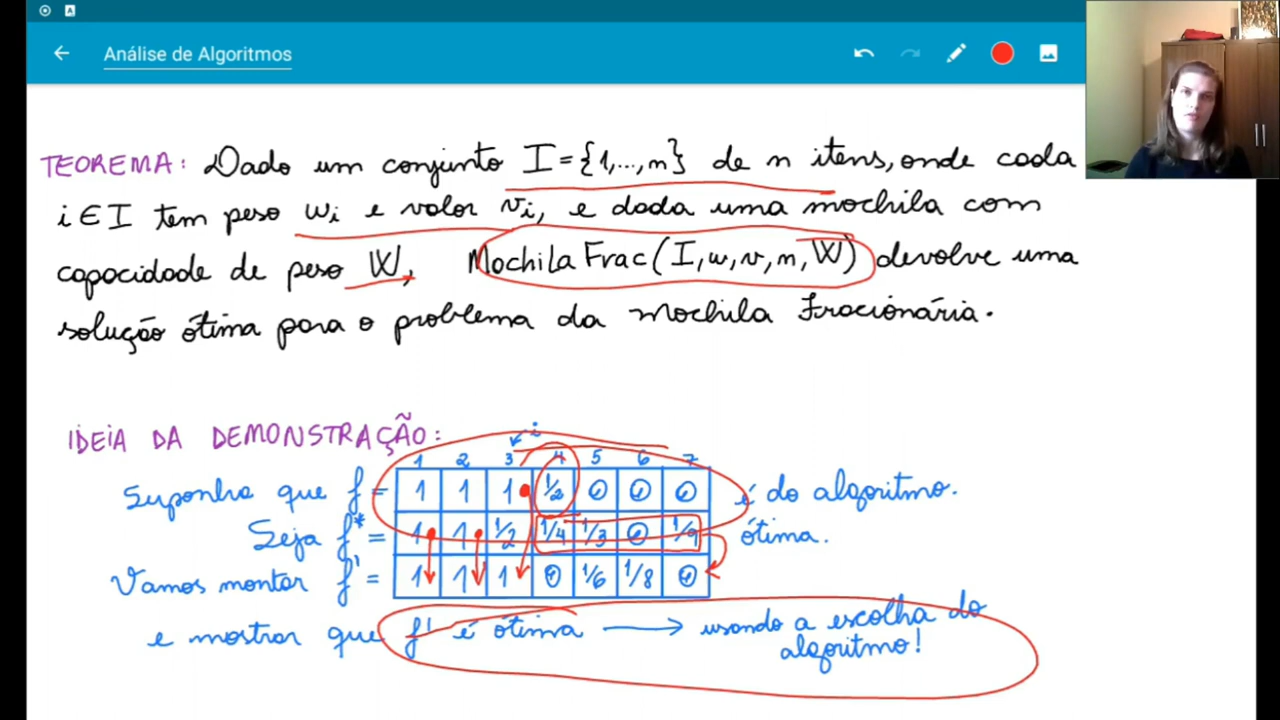 Análise de Algoritmos
TEOREMA: Dado um conjunto I = {1,...,n} de n itens, onde cada
i ∈ I tem peso wi e valor vi, e dada uma mochila com
capacidade de peso W, MochilaFrac(I,w,v,n,W) devolve uma
solução ótima para o problema da Mochila Fracionária.
IDEIA DA DEMONSTRAÇÃO:
i
1 2 3 4 5 6 7
Suponha que f = 1 1 1 1/2 0 0 0 é do algoritmo.
Seja f* = 1 1 1/2 1/4 1/3 0 1/9 ótima.
Vamos montar f' = 1 1 1 0 1/6 1/8 0
e mostrar que f' é ótima → usando a escolha do
algoritmo!